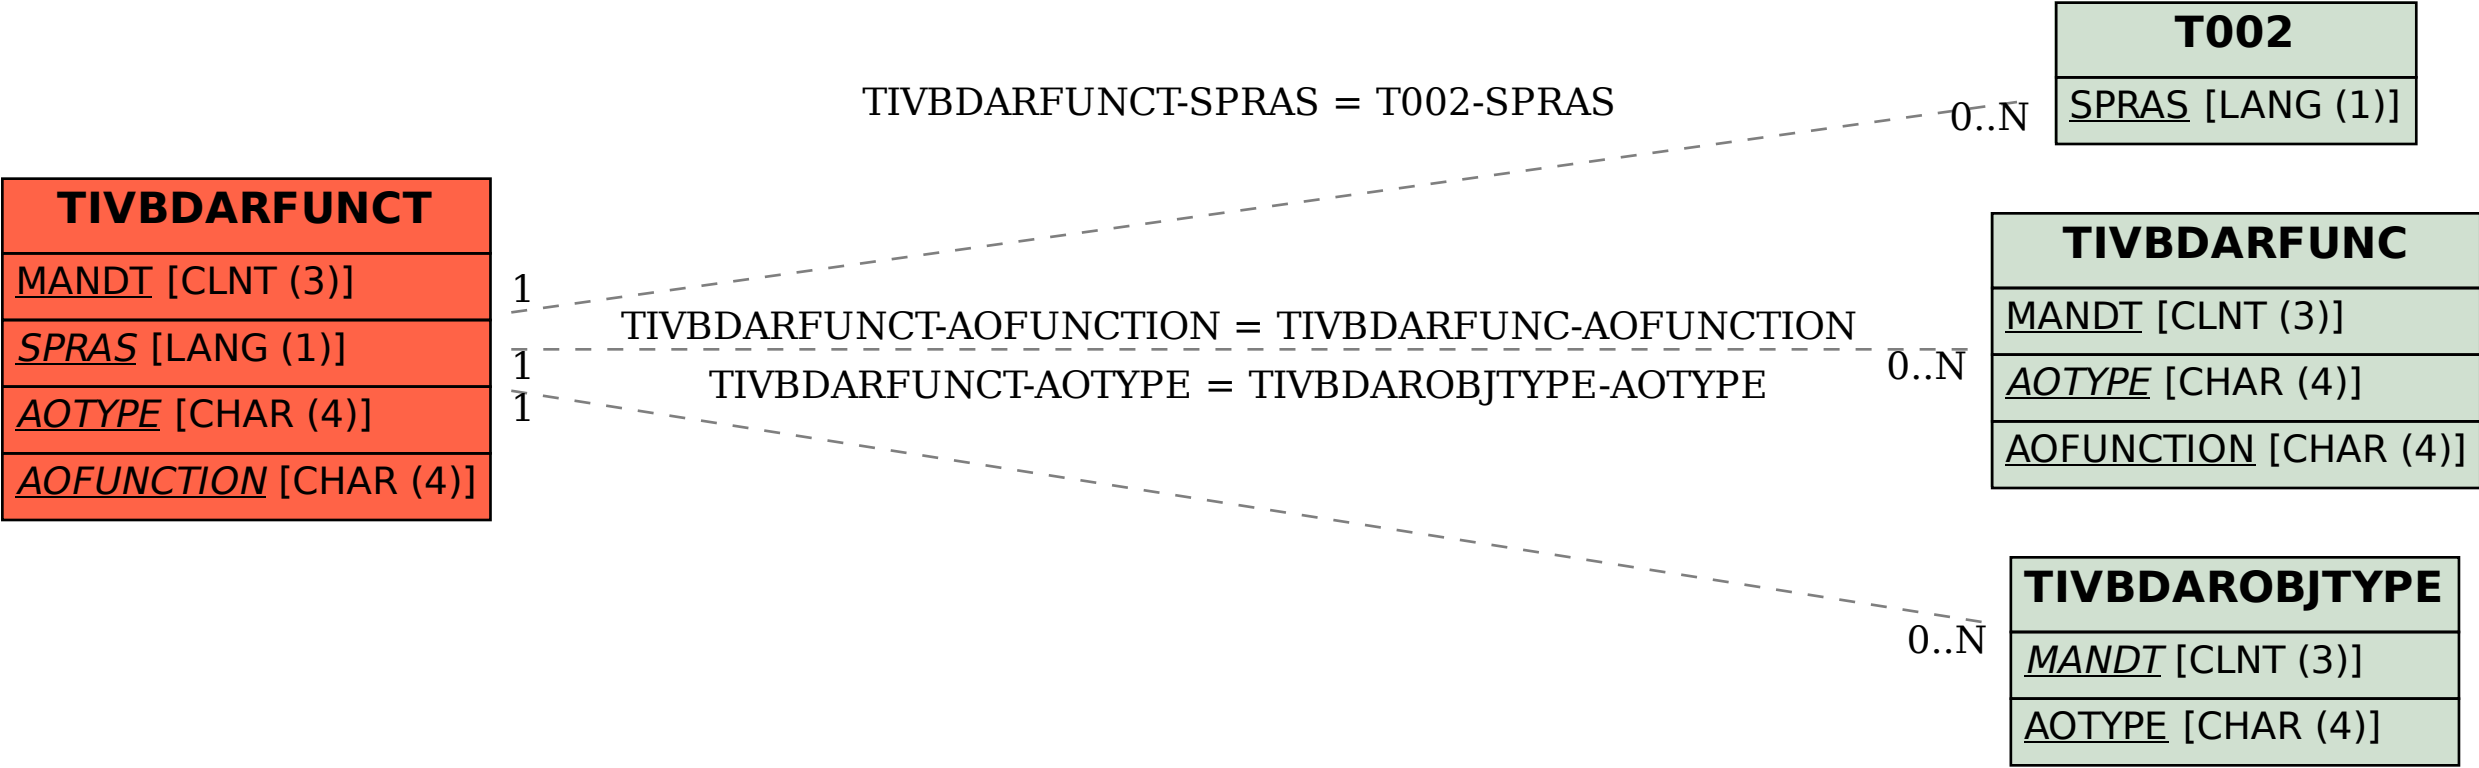 T002
SPRAS [LANG (1)]
TIVBDARFUNCT-SPRAS = T002-SPRAS
0..N
TIVBDARFUNCT
MANDT [CLNT (3)]
SPRAS [LANG (1)]
AOTYPE [CHAR (4)]
AOFUNCTION [CHAR (4)]
1
TIVBDARFUNCT-AOFUNCTION = TIVBDARFUNC-AOFUNCTION
1
0..N
TIVBDARFUNCT-AOTYPE = TIVBDAROBJTYPE-AOTYPE
1
TIVBDARFUNC
MANDT [CLNT (3)]
AOTYPE [CHAR (4)]
AOFUNCTION [CHAR (4)]
0..N
TIVBDAROBJTYPE
MANDT [CLNT (3)]
AOTYPE [CHAR (4)]